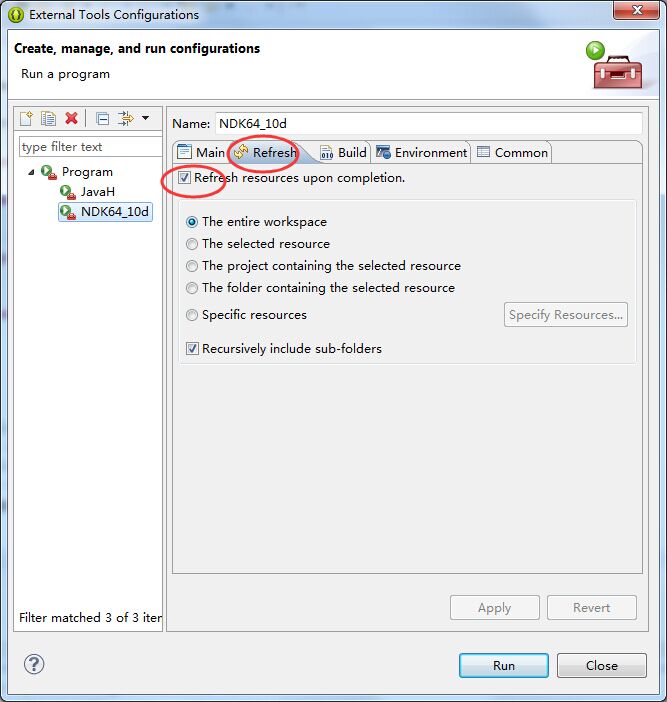 External Tools Configurations
Create, manage, and run configurations
Run a program
Name: NDK64_10d
type filter text
Main Refresh Build Environment Common
Program
JavaH
NDK64_10d
Refresh resources upon completion.
The entire workspace
The selected resource
The project containing the selected resource
The folder containing the selected resource
Specific resources Specify Resources...
Recursively include sub-folders
Filter matched 3 of 3 iter
Apply Revert
Run Close